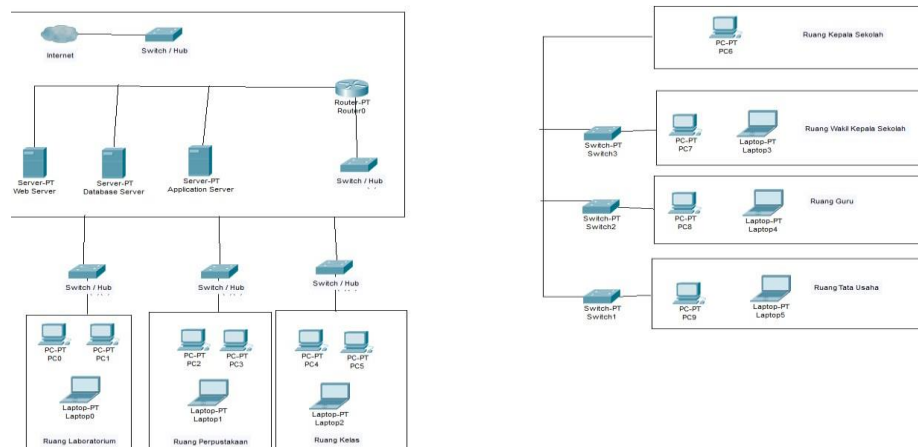 Internet
Switch / Hub
Router-PT
Router0
Server-PT
Web Server
Server-PT
Database Server
Server-PT
Application Server
Switch / Hub
Switch / Hub
Switch / Hub
Switch / Hub
PC-PT
PC0
PC-PT
PC1
Laptop-PT
Laptop0
Ruang Laboratorium
PC-PT
PC2
PC-PT
PC3
Laptop-PT
Laptop1
Ruang Perpustakaan
PC-PT
PC4
PC-PT
PC5
Laptop-PT
Laptop2
Ruang Kelas
PC-PT
PC6
Ruang Kepala Sekolah
Switch-PT
Switch3
PC-PT
PC7
Laptop-PT
Laptop3
Ruang Wakil Kepala Sekolah
Switch-PT
Switch2
PC-PT
PC8
Laptop-PT
Laptop4
Ruang Guru
Switch-PT
Switch1
PC-PT
PC9
Laptop-PT
Laptop5
Ruang Tata Usaha